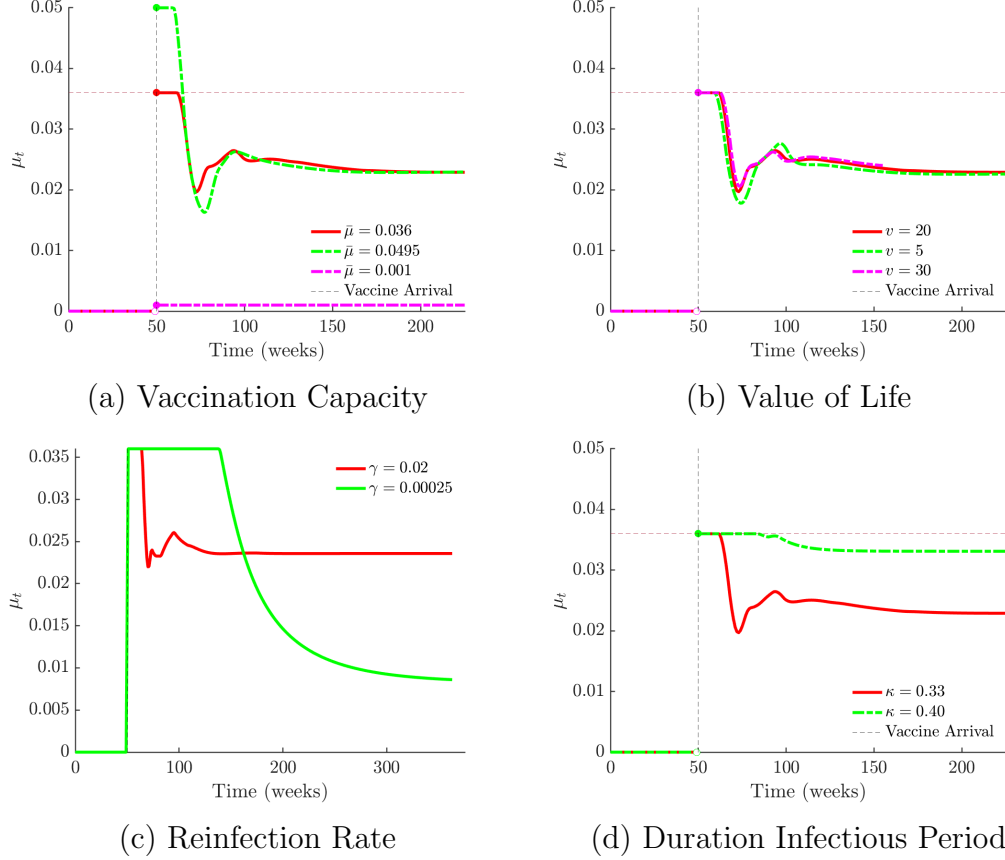 0.05
0.04
0.03
0.02
0.01
0
μt
0 50 100 150 200
Time (weeks)
μ̄ = 0.036
μ̄ = 0.0495
μ̄ = 0.001
Vaccine Arrival
(a) Vaccination Capacity
0.05
0.04
0.03
0.02
0.01
0
μt
0 50 100 150 200
Time (weeks)
v = 20
v = 5
v = 30
Vaccine Arrival
(b) Value of Life
0.035
0.03
0.025
0.02
0.015
0.01
0.005
0
μt
0 100 200 300
Time (weeks)
γ = 0.02
γ = 0.00025
(c) Reinfection Rate
0.05
0.04
0.03
0.02
0.01
0
μt
0 50 100 150 200
Time (weeks)
κ = 0.33
κ = 0.40
Vaccine Arrival
(d) Duration Infectious Period